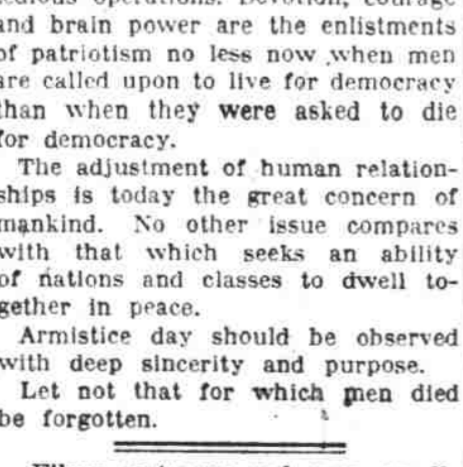 and brain power are the enlistments
of patriotism no less now when men
are called upon to live for democracy
than when they were asked to die
for democracy.
The adjustment of human relation-
ships is today the great concern of
mankind. No other issue compares
with that which seeks an ability
of nations and classes to dwell to-
gether in peace.
Armistice day should be observed
with deep sincerity and purpose.
Let not that for which men died
be forgotten.